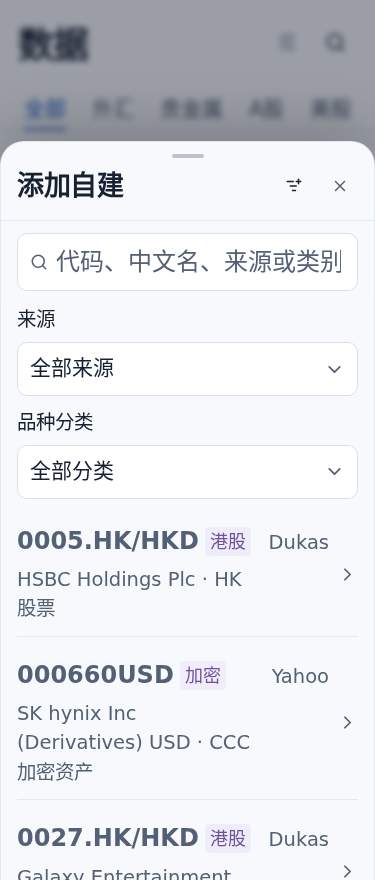 数据
全部 外汇 贵金属 A股 美股
添加自建
代码、中文名、来源或类别
来源
全部来源
品种分类
全部分类
0005.HK/HKD 港股 Dukas
HSBC Holdings Plc · HK
股票
000660USD 加密 Yahoo
SK hynix Inc
(Derivatives) USD · CCC
加密资产
0027.HK/HKD 港股 Dukas
Galaxy Entertainment